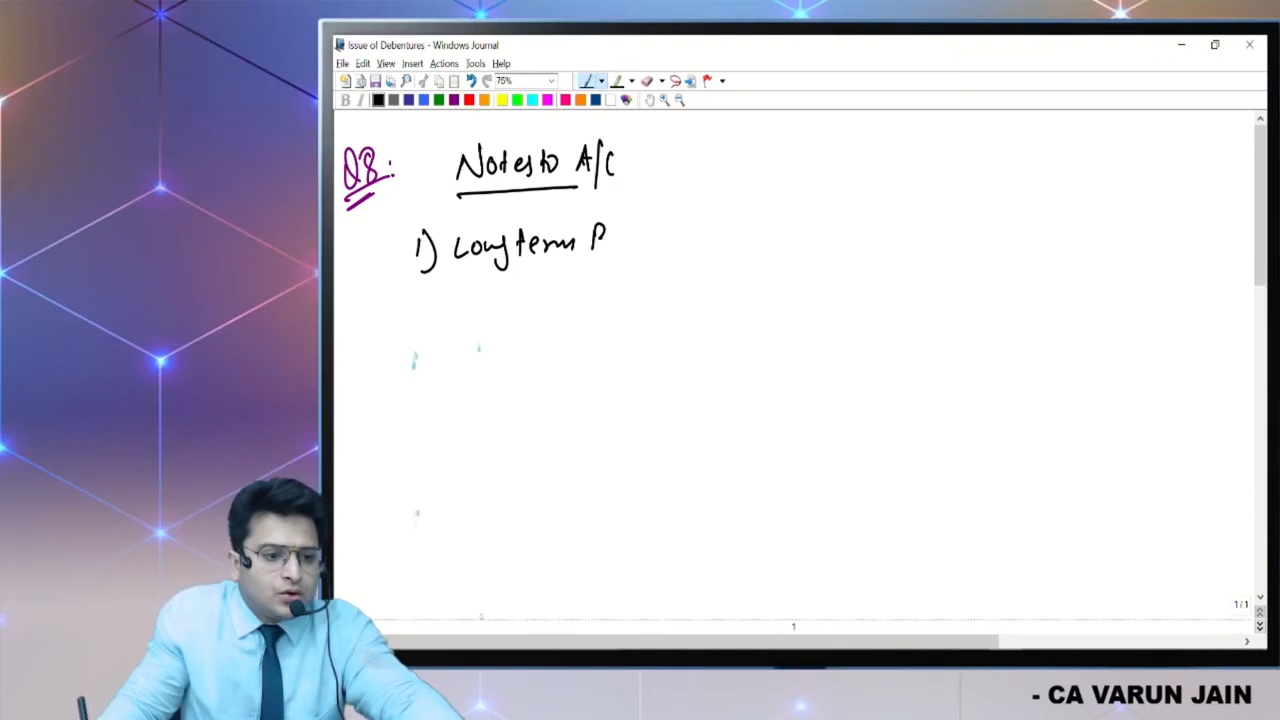 Issue of Debentures - Windows Journal
File Edit View Insert Actions Tools Help
75%
B I
Q8: Notes to A/C
1) Long term B
1/1
1
- CA VARUN JAIN